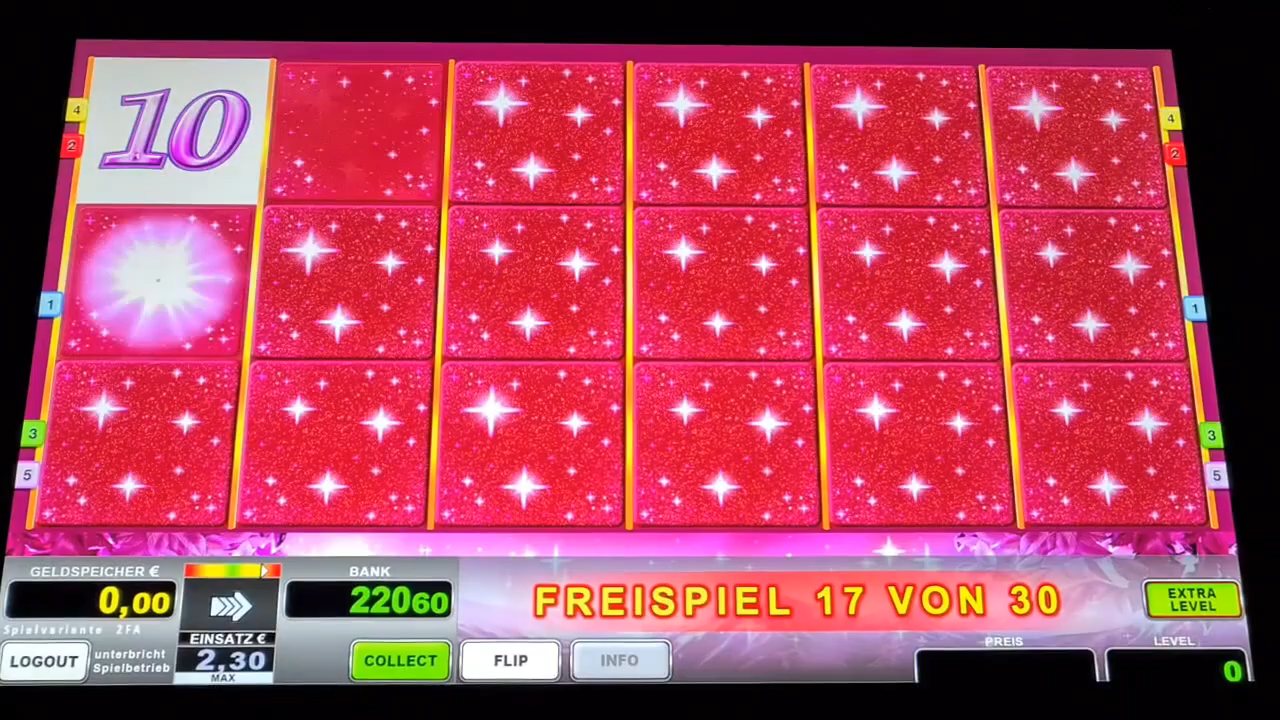 10
4
4
2
2
1
1
3
3
5
5
GELDSPEICHER €
BANK
0,00
22060
FREISPIEL 17 VON 30
EXTRA
LEVEL
Spielvariante 2FA
EINSATZ €
PREIS
LEVEL
LOGOUT
unterbricht
Spielbetrieb
2,30
MAX
COLLECT
FLIP
INFO
0